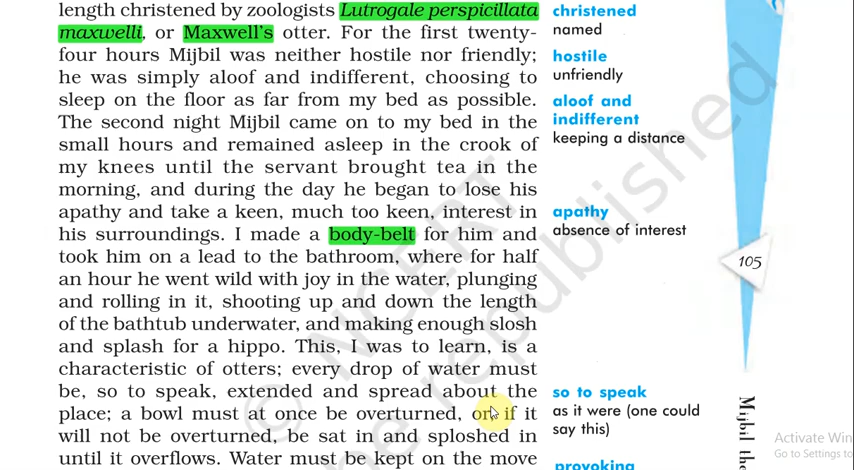 length christened by zoologists Lutrogale perspicillata
maxwelli, or Maxwell's otter. For the first twenty-
four hours Mijbil was neither hostile nor friendly;
he was simply aloof and indifferent, choosing to
sleep on the floor as far from my bed as possible.
The second night Mijbil came on to my bed in the
small hours and remained asleep in the crook of
my knees until the servant brought tea in the
morning, and during the day he began to lose his
apathy and take a keen, much too keen, interest in
his surroundings. I made a body-belt for him and
took him on a lead to the bathroom, where for half
an hour he went wild with joy in the water, plunging
and rolling in it, shooting up and down the length
of the bathtub underwater, and making enough slosh
and splash for a hippo. This, I was to learn, is a
characteristic of otters; every drop of water must
be, so to speak, extended and spread about the
place; a bowl must at once be overturned, or, if it
will not be overturned, be sat in and sploshed in
until it overflows. Water must be kept on the move
christened
named
hostile
unfriendly
aloof and
indifferent
keeping a distance
apathy
absence of interest
so to speak
as it were (one could
say this)
provoking
105
Mijbil the
© NCERT
be republished
Activate Win
Go to Settings to